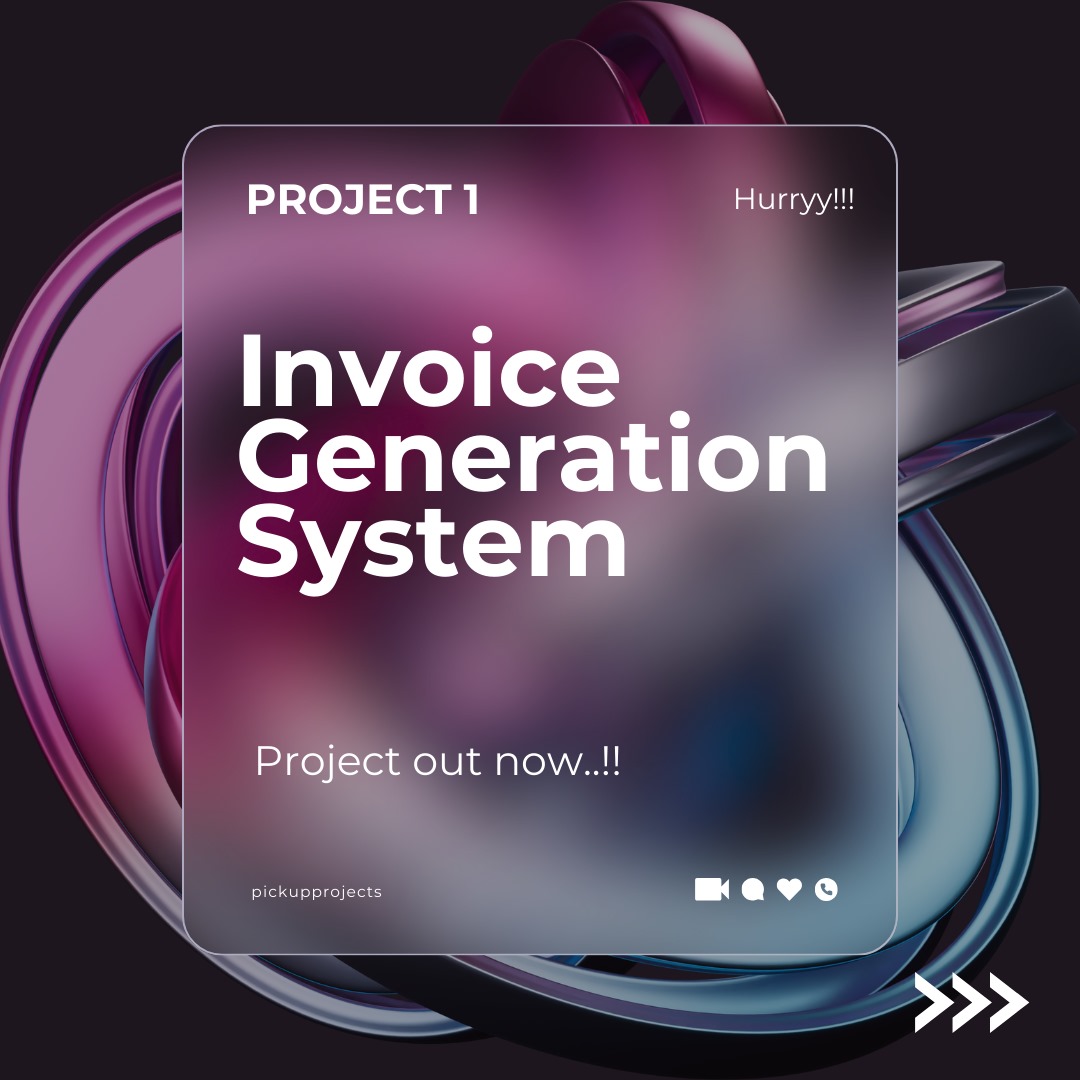 PROJECT 1
Hurryy!!!
Invoice
Generation
System
Project out now..!!
pickupprojects